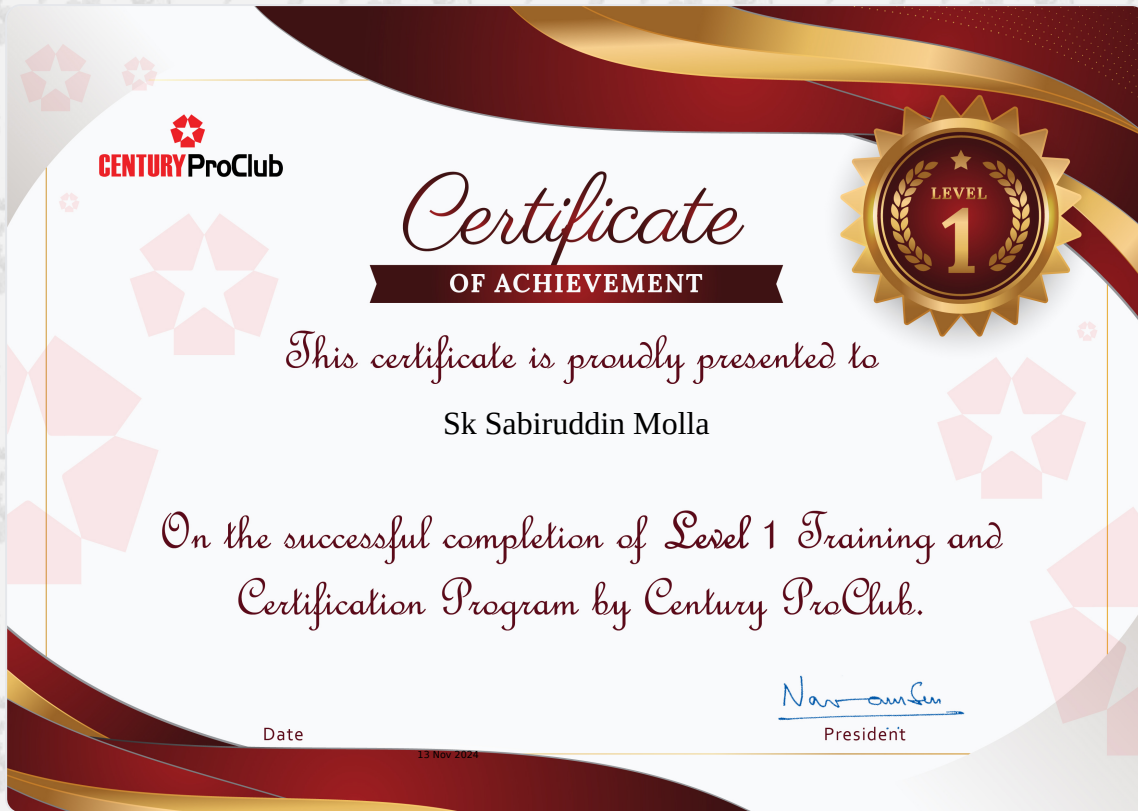 CENTURY ProClub
LEVEL
1
Certificate
OF ACHIEVEMENT
This certificate is proudly presented to
Sk Sabiruddin Molla
On the successful completion of Level 1 Training and
Certification Program by Century ProClub.
Date
13 Nov 2024
President